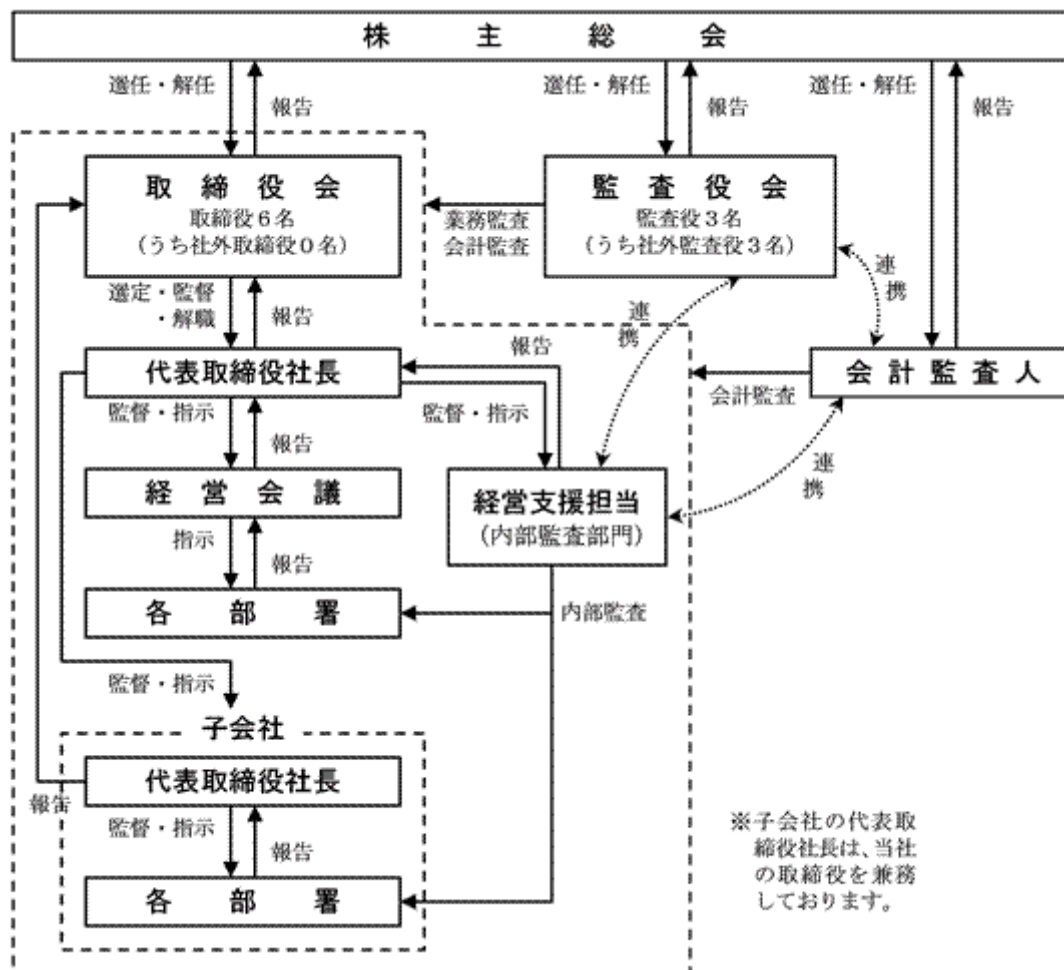 株主総会
選任・解任
報告
選任・解任
報告
選任・解任
報告
取締役会
取締役6名
（うち社外取締役0名）
業務監査
会計監査
監査役会
監査役3名
（うち社外監査役3名）
連携
選定・監督
・解職
報告
連携
報告
代表取締役社長
会計監査
会計監査人
監督・指示
報告
監督・指示
連携
経営会議
経営支援担当
（内部監査部門）
指示
報告
各部署
内部監査
監督・指示
子会社
代表取締役社長
報告
監督・指示
報告
各部署
※子会社の代表取
締役社長は、当社
の取締役を兼務
しております。